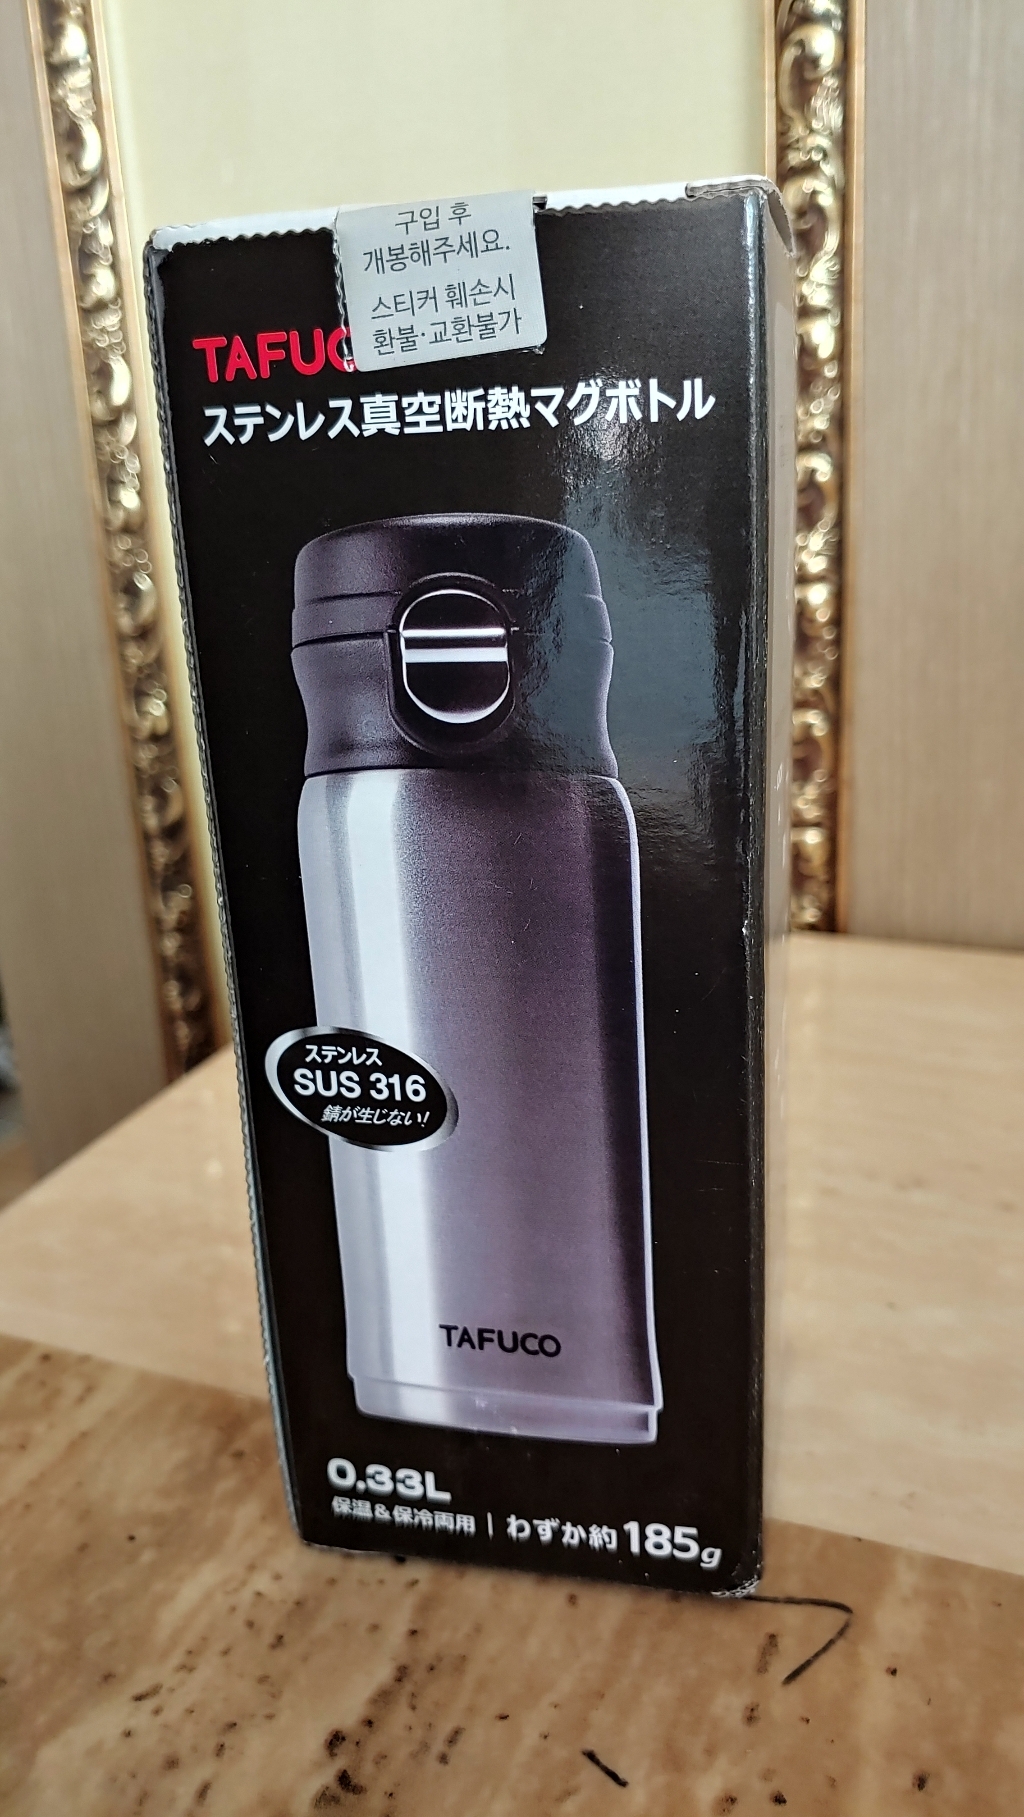 구입 후
개봉해주세요.
스티커 훼손시
환불·교환불가
TAFUC
ステンレス真空断熱マグボトル
ステンレス
SUS 316
錆が生じない!
TAFUCO
0.33L
保温&保冷両用 | わずか約185g